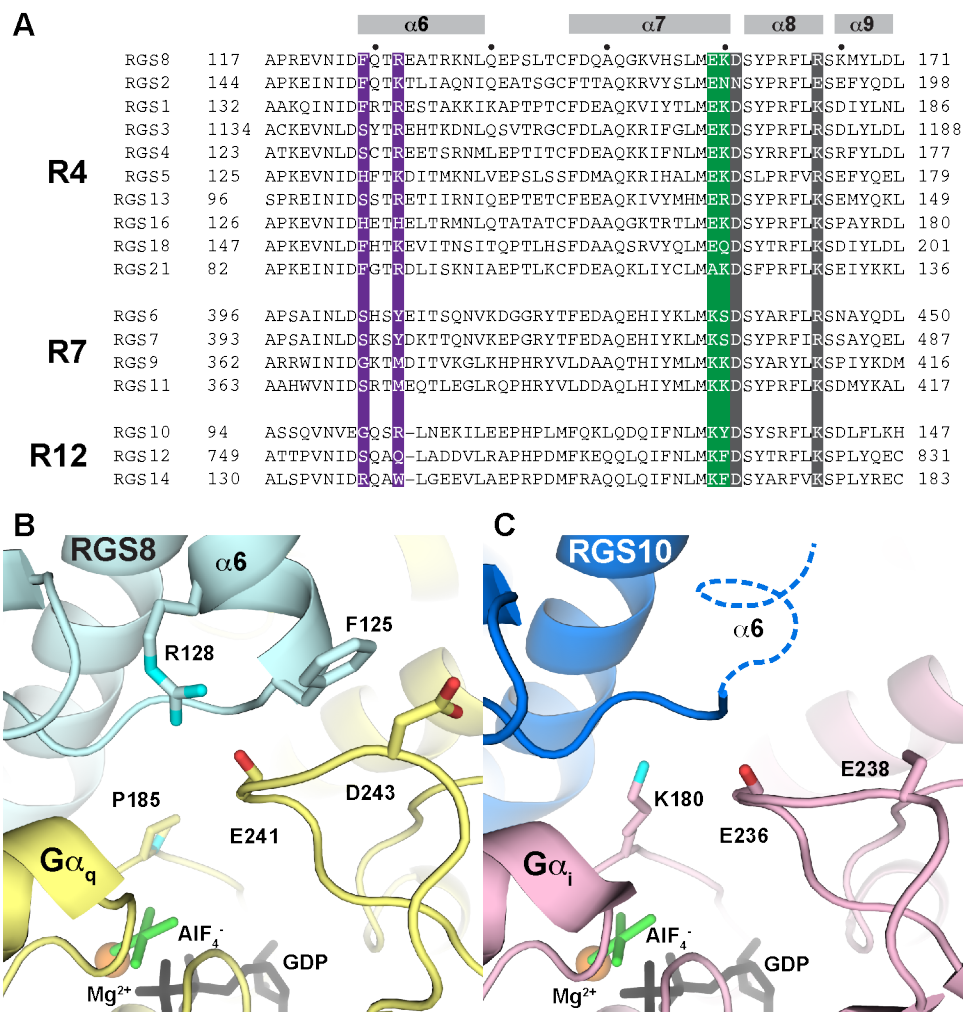 A
α6 α7 α8 α9
R4
RGS8 117 APREVNIDFQTREATRKNLQEPSLTCFDQAQGKVHSLMEKDSYPRFLRSKMYLDL 171
RGS2 144 APKEINIDFQTKTLIAQNIQEATSGCFTTAQKRVYSLMENNSYPRFLESEFYQDL 198
RGS1 132 AAKQINIDFRTRESTAKKIKAPTPTCFDEAQKVIYTLMEKDSYPRFLKSDIYLNL 186
RGS3 1134 ACKEVNLDSYTREHTKDNLQSVTRGCFDLAQKRIFGLMEKDSYPRFLRSDLYLDL 1188
RGS4 123 ATKEVNLDSCTREETSRNMLEPTITCFDEAQKKIFNLMEKDSYRRFLKSRFYLDL 177
RGS5 125 APKEVNIDHFTKDITMKNLVEPSLSSFDMAQKRIHALMEKDSLPRFVRSEFYQEL 179
RGS13 96 SPREINIDSSTRETIIRNIQEPTETCFEEAQKIVYMHMERDSYPRFLKSEMYQKL 149
RGS16 126 APKEVNIDHETHELTRMNLQTATATCFDAAQGKTRTLMEKDSYPRFLKSPAYRDL 180
RGS18 147 APKEVNLDFHTKEVITNSITQPTLHSFDAAQSRVYQLMEQDSYTRFLKSDIYLDL 201
RGS21 82 APKEINIDFGTRDLISKNIAEPTLKCFDEAQKLIYCLMAKDSFPRFLKSEIYKKL 136
R7
RGS6 396 APSAINLDSHSYEITSQNVKDGGRYTFEDAQEHIYKLMKSDSYARFLRSNAYQDL 450
RGS7 393 APSAINLDSKSYDKTTQNVKEPGRYTFEDAQEHIYKLMKSDSYPRFIRSSAYQEL 487
RGS9 362 ARRWINIDGKTMDITVKGLKHPHRYVLDAAQTHIYMLMKKDSYARYLKSPIYKDM 416
RGS11 363 AAHWVNIDSRTMEQTLEGLRQPHRYVLDDAQLHIYMLMKKDSYPRFLKSDMYKAL 417
R12
RGS10 94 ASSQVNVEGQSR-LNEKILEEPHPLMFQKLQDQIFNLMKYDSYSRFLKSDLFLKH 147
RGS12 749 ATTPVNIDSQAQ-LADDVLRAPHPDMFKEQQLQIFNLMKFDSYTRFLKSPLYQEC 831
RGS14 130 ALSPVNIDRQAW-LGEEVLAEPRPDMFRAQQLQIFNLMKFDSYARFVKSPLYREC 183
B
RGS8
α6
R128
F125
P185
D243
E241
Gαq
AlF4-
GDP
Mg2+
C
RGS10
α6
K180
E238
E236
Gαi
AlF4-
GDP
Mg2+